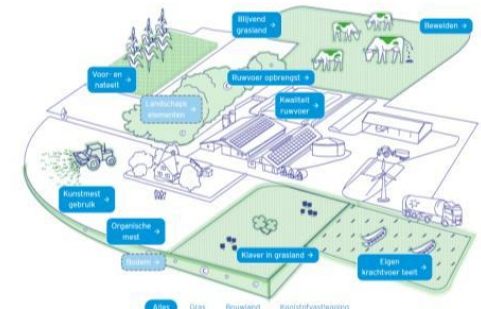 Blijvend
grasland →
Beweiden →
Voor- en
nateelt →
Ruwvoer opbrengst →
Landschaps
elementen →
Kwaliteit
ruwvoer →
Kunstmest
gebruik →
Organische
mest →
Bodem →
Klaver in grasland →
Eigen
krachtvoer teelt →
Alles Gras Bouwland Koolstofvastlegging